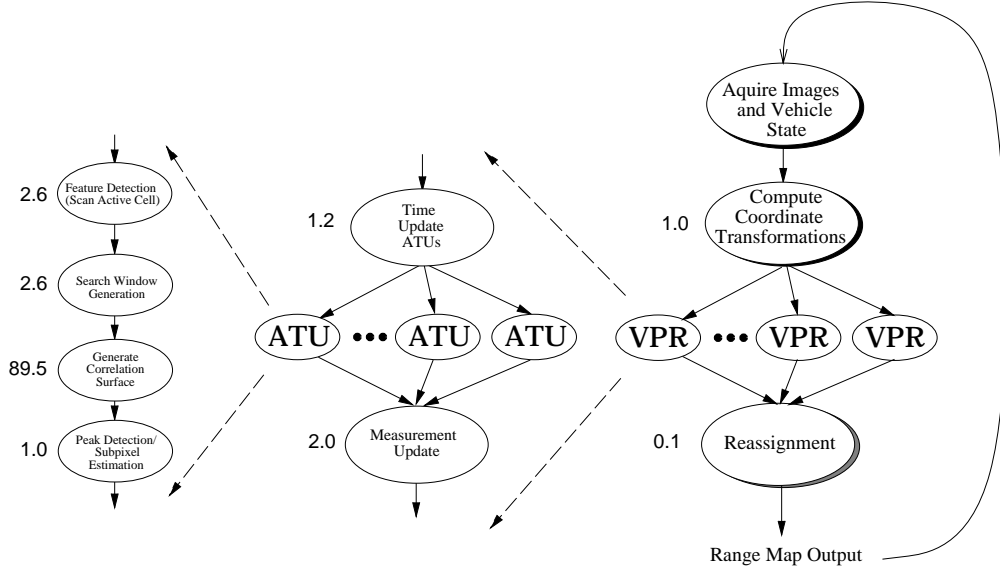 Aquire Images
and Vehicle
State
1.0
Compute
Coordinate
Transformations
VPR
VPR
VPR
0.1
Reassignment
Range Map Output
1.2
Time
Update
ATUs
ATU
ATU
ATU
2.0
Measurement
Update
2.6
Feature Detection
(Scan Active Cell)
2.6
Search Window
Generation
89.5
Generate
Correlation
Surface
1.0
Peak Detection/
Subpixel
Estimation